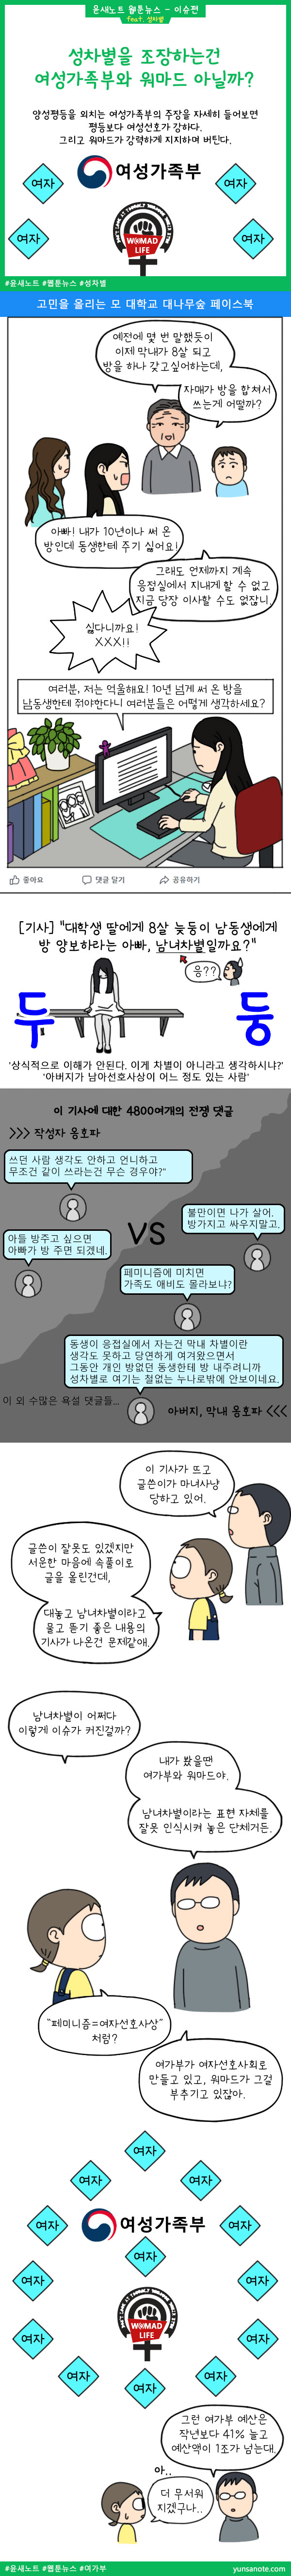 윤새노트 웹툰뉴스 - 이슈편
feat. 성차별
성차별을 조장하는건
여성가족부와 워마드 아닐까?
양성평등을 외치는 여성가족부의 주장을 자세히 들어보면
평등보다 여성선호가 강하다.
그리고 워마드가 강력하게 지지하며 버틴다.
여자
여성가족부
여자
여자
WOMAD
LIFE
여자
#윤새노트 #웹툰뉴스 #성차별
고민을 올리는 모 대학교 대나무숲 페이스북
예전에 몇 번 말했듯이
이제 막내가 8살 되고
방을 하나 갖고싶어하는데,
자매가 방을 합쳐서
쓰는게 어떨까?
아빠! 내가 10년이나 써 온
방인데 동생한테 주기 싫어요!
그래도 언제까지 계속
응접실에서 지내게 할 수 없고
지금 당장 이사할 수도 없잖니.
싫다니까요!
XXX!!
여러분, 저는 억울해요! 10년 넘게 써 온 방을
남동생한테 줘야한다니 여러분들은 어떻게 생각하세요?
좋아요
댓글 달기
공유하기
[기사] "대학생 딸에게 8살 늦둥이 남동생에게
방 양보하라는 아빠, 남녀차별일까요?"
응??
두
둥
'상식적으로 이해가 안된다. 이게 차별이 아니라고 생각하시냐?'
'아버지가 남아선호사상이 어느 정도 있는 사람'
이 기사에 대한 4800여개의 전쟁 댓글
>>> 작성자 옹호파
쓰던 사람 생각도 안하고 언니하고
무조건 같이 쓰라는건 무슨 경우야?"
불만이면 나가 살어.
방가지고 싸우지말고.
아들 방주고 싶으면
아빠가 방 주면 되겠네.
VS
페미니즘에 미치면
가족도 애비도 몰라보냐?
동생이 응접실에서 자는건 막내 차별이란
생각도 못하고 당연하게 여겨왔으면서
그동안 개인 방없던 동생한테 방 내주려니까
성차별로 여기는 철없는 누나로밖에 안보이네요.
이 외 수많은 욕설 댓글들...
아버지, 막내 옹호파 <<<
이 기사가 뜨고
글쓴이가 마녀사냥
당하고 있어.
글쓴이 잘못도 있겠지만
서운한 마음에 속풀이로
글을 올린건데,
대놓고 남녀차별이라고
물고 뜯기 좋은 내용의
기사가 나온건 문제같애.
남녀차별이 어쩌다
이렇게 이슈가 커진걸까?
내가 봤을땐
여가부와 워마드야.
남녀차별이라는 표현 자체를
잘못 인식시켜 놓은 단체거든.
"페미니즘=여자선호사상"
처럼?
여가부가 여자선호사회로
만들고 있고, 워마드가 그걸
부추기고 있잖아.
여자
여자
여자
여자
여성가족부
여자
여자
여자
여자
여자
WOMAD
LIFE
여자
여자
여자
여자
그런 여가부 예산은
작년보다 41% 늘고
예산액이 1조가 넘는대.
아..
더 무서워
지겠구나..
#윤새노트 #웹툰뉴스 #여가부
yunsanote.com